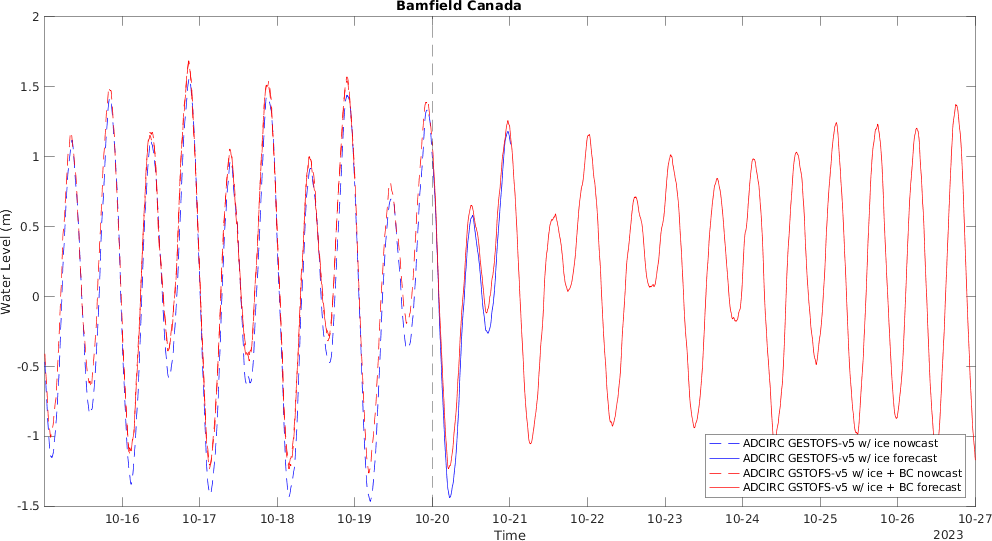 Bamfield Canada
2
1.5
1
0.5
0
-0.5
-1
-1.5
Water Level (m)
10-16 10-17 10-18 10-19 10-20 10-21 10-22 10-23 10-24 10-25 10-26 10-27
Time
2023
ADCIRC GESTOFS-v5 w/ ice nowcast
ADCIRC GESTOFS-v5 w/ ice forecast
ADCIRC GSTOFS-v5 w/ ice + BC nowcast
ADCIRC GSTOFS-v5 w/ ice + BC forecast